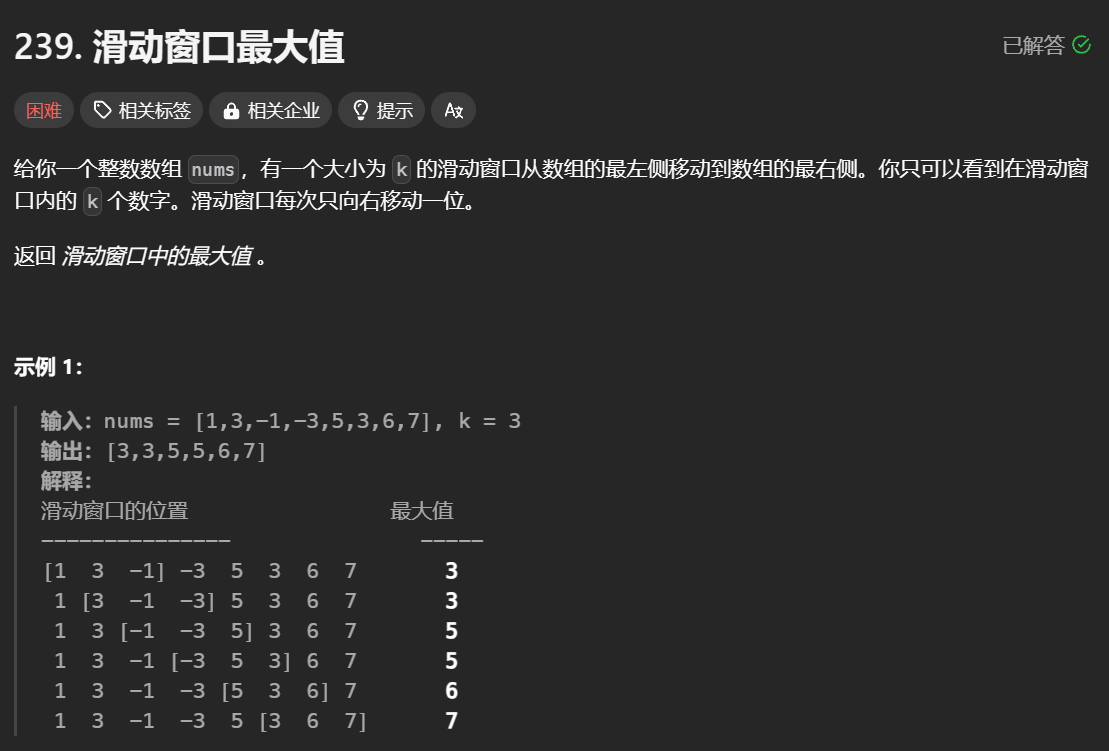 239. 滑动窗口最大值
已解答
困难 相关标签 相关企业 提示
给你一个整数数组 nums，有一个大小为 k 的滑动窗口从数组的最左侧移动到数组的最右侧。你只可以看到在滑动窗
口内的 k 个数字。滑动窗口每次只向右移动一位。
返回 滑动窗口中的最大值 。
示例 1：
输入：nums = [1,3,-1,-3,5,3,6,7], k = 3
输出：[3,3,5,5,6,7]
解释：
滑动窗口的位置 最大值
--------------- -----
[1 3 -1] -3 5 3 6 7 3
1 [3 -1 -3] 5 3 6 7 3
1 3 [-1 -3 5] 3 6 7 5
1 3 -1 [-3 5 3] 6 7 5
1 3 -1 -3 [5 3 6] 7 6
1 3 -1 -3 5 [3 6 7] 7